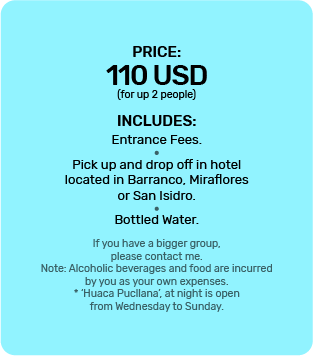 PRICE:
110 USD
(for up 2 people)
INCLUDES:
Entrance Fees.
•
Pick up and drop off in hotel
located in Barranco, Miraflores
or San Isidro.
•
Bottled Water.
If you have a bigger group,
please contact me.
Note: Alcoholic beverages and food are incurred
by you as your own expenses.
* 'Huaca Pucllana', at night is open
from Wednesday to Sunday.